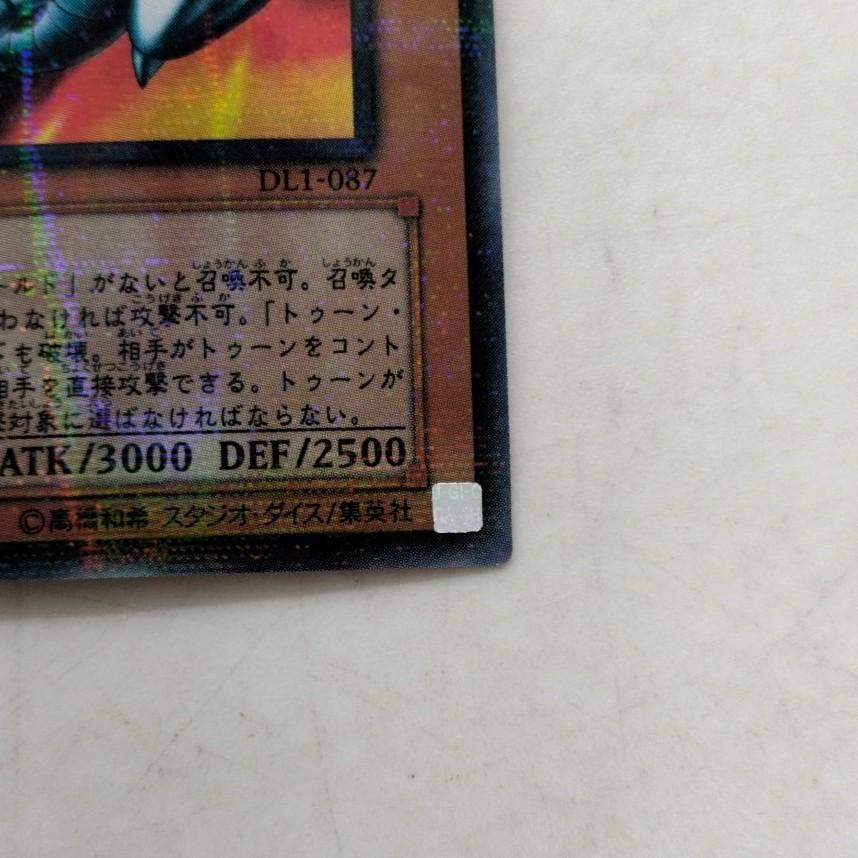 DL1-087
ールド」がないと召喚不可。召喚タ
わなければ攻撃不可。「トゥーン・
ても破壊。相手がトゥーンをコント
相手を直接攻撃できる。トゥーンが
対象に選ばなければならない。
ATK/3000 DEF/2500
©高橋和希 スタジオ・ダイス/集英社